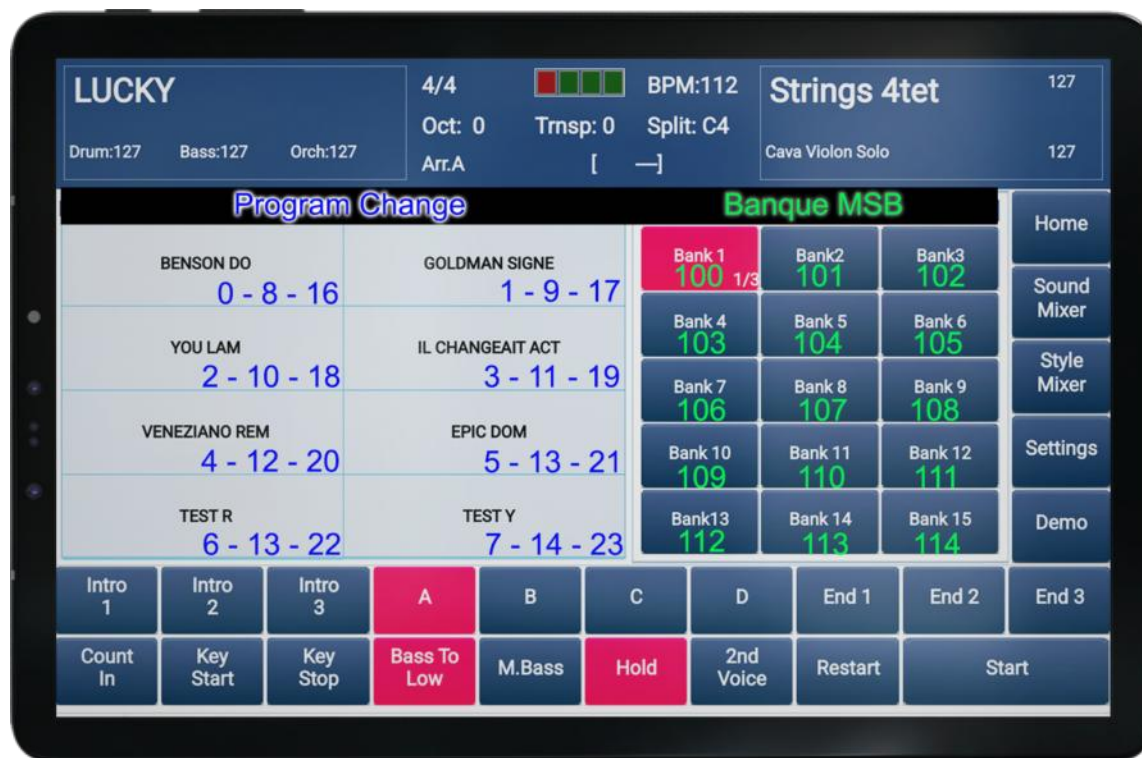 LUCKY
4/4
BPM:112
Strings 4tet
127
Oct: 0
Trnsp: 0
Split: C4
Drum:127
Bass:127
Orch:127
Arr.A
[ —]
Cava Violon Solo
127
Program Change
Banque MSB
BENSON DO
0 - 8 - 16
GOLDMAN SIGNE
1 - 9 - 17
YOU LAM
2 - 10 - 18
IL CHANGEAIT ACT
3 - 11 - 19
VENEZIANO REM
4 - 12 - 20
EPIC DOM
5 - 13 - 21
TEST R
6 - 13 - 22
TEST Y
7 - 14 - 23
Bank 1
100 1/3
Bank2
101
Bank3
102
Bank 4
103
Bank 5
104
Bank 6
105
Bank 7
106
Bank 8
107
Bank 9
108
Bank 10
109
Bank 11
110
Bank 12
111
Bank13
112
Bank 14
113
Bank 15
114
Home
Sound
Mixer
Style
Mixer
Settings
Demo
Intro
1
Intro
2
Intro
3
A
B
C
D
End 1
End 2
End 3
Count
In
Key
Start
Key
Stop
Bass To
Low
M.Bass
Hold
2nd
Voice
Restart
Start